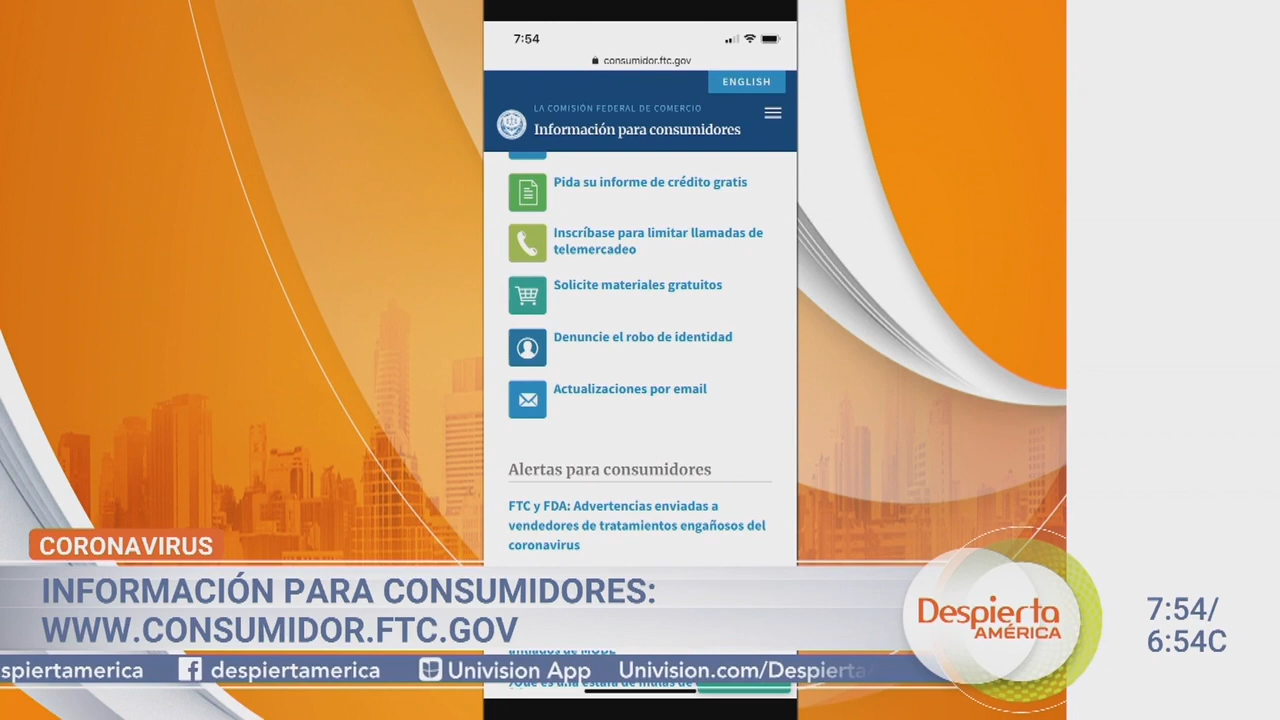 7:54
consumidor.ftc.gov
ENGLISH
LA COMISIÓN FEDERAL DE COMERCIO
Información para consumidores
Pida su informe de crédito gratis
Inscríbase para limitar llamadas de
telemercadeo
Solicite materiales gratuitos
Denuncie el robo de identidad
Actualizaciones por email
Alertas para consumidores
FTC y FDA: Advertencias enviadas a
vendedores de tratamientos engañosos del
coronavirus
CORONAVIRUS
INFORMACIÓN PARA CONSUMIDORES:
WWW.CONSUMIDOR.FTC.GOV
Despierta
AMÉRICA
7:54/
6:54C
spiertamerica despiertamerica Univision App Univision.com/Despierta